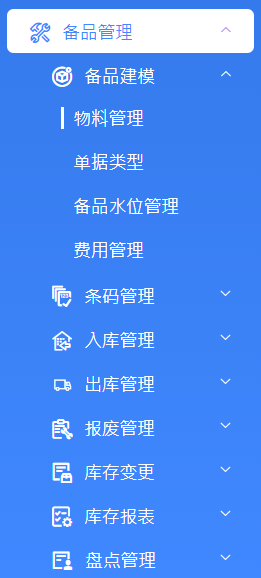 备品管理
备品建模
物料管理
单据类型
备品水位管理
费用管理
条码管理
入库管理
出库管理
报废管理
库存变更
库存报表
盘点管理